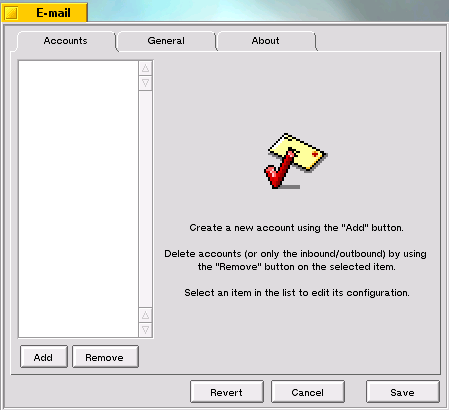 E-mail
Accounts
General
About
Create a new account using the "Add" button.
Delete accounts (or only the inbound/outbound) by using
the "Remove" button on the selected item.
Select an item in the list to edit its configuration.
Add
Remove
Revert
Cancel
Save